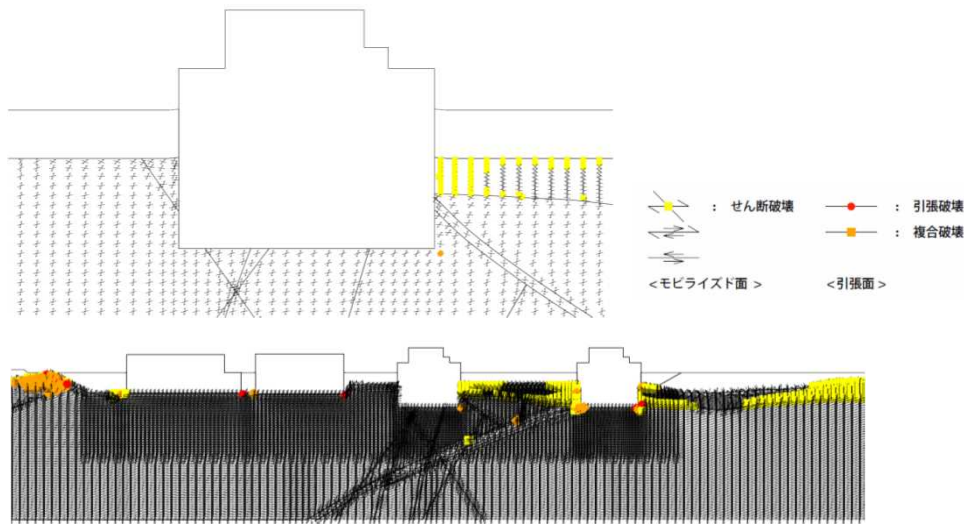 ： せん断破壊
： 引張破壊
： 複合破壊
＜モビライズド面 ＞
＜引張面＞